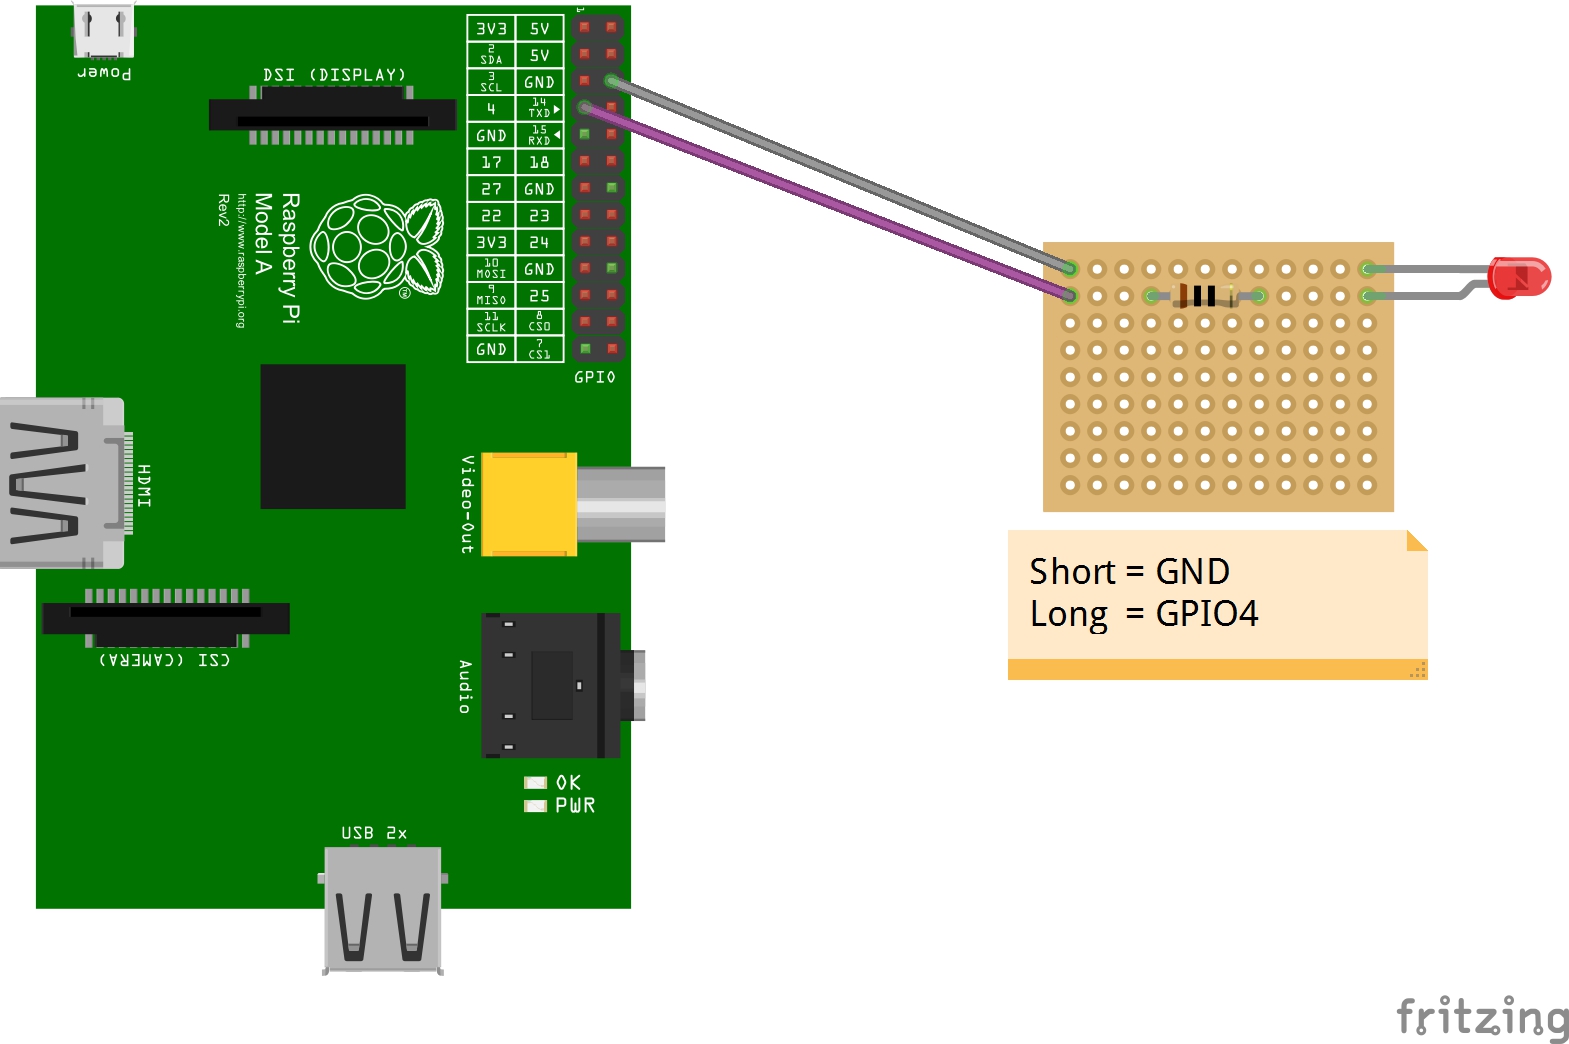 1
Power
DSI (DISPLAY)
3V3 5V
2 SDA 5V
3 SCL GND
4 14 TXD
GND 15 RXD
17 18
27 GND
22 23
3V3 24
10 MOSI GND
9 MISO 25
11 SCLK 8 CS0
GND 7 CS1
GPIO
Raspberry Pi
Model A
http://www.raspberrypi.org
Rev2
TM
HDMI
Video-Out
CSI (CAMERA)
Audio
OK
PWR
USB 2x
Short = GND
Long = GPIO4
fritzing